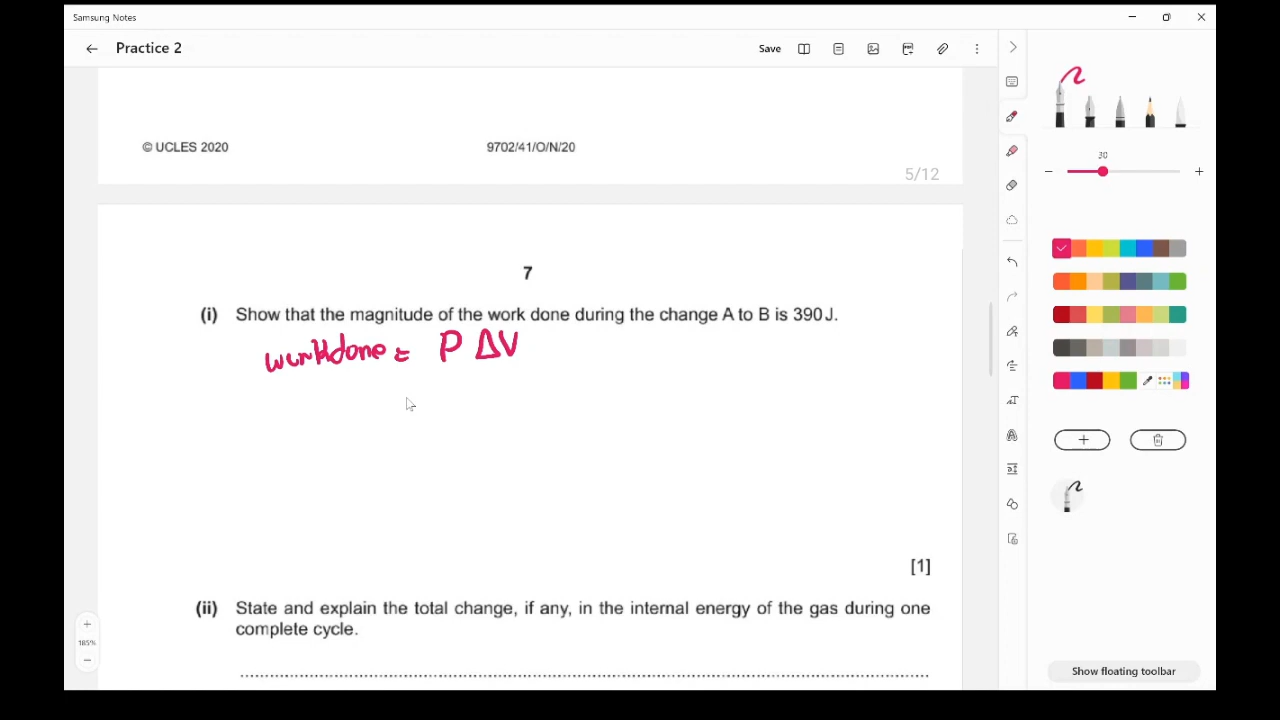 Samsung Notes
Practice 2
Save
© UCLES 2020
9702/41/O/N/20
5/12
30
7
(i) Show that the magnitude of the work done during the change A to B is 390 J.
workdone = P ΔV
[1]
(ii) State and explain the total change, if any, in the internal energy of the gas during one
complete cycle.
185%
Show floating toolbar